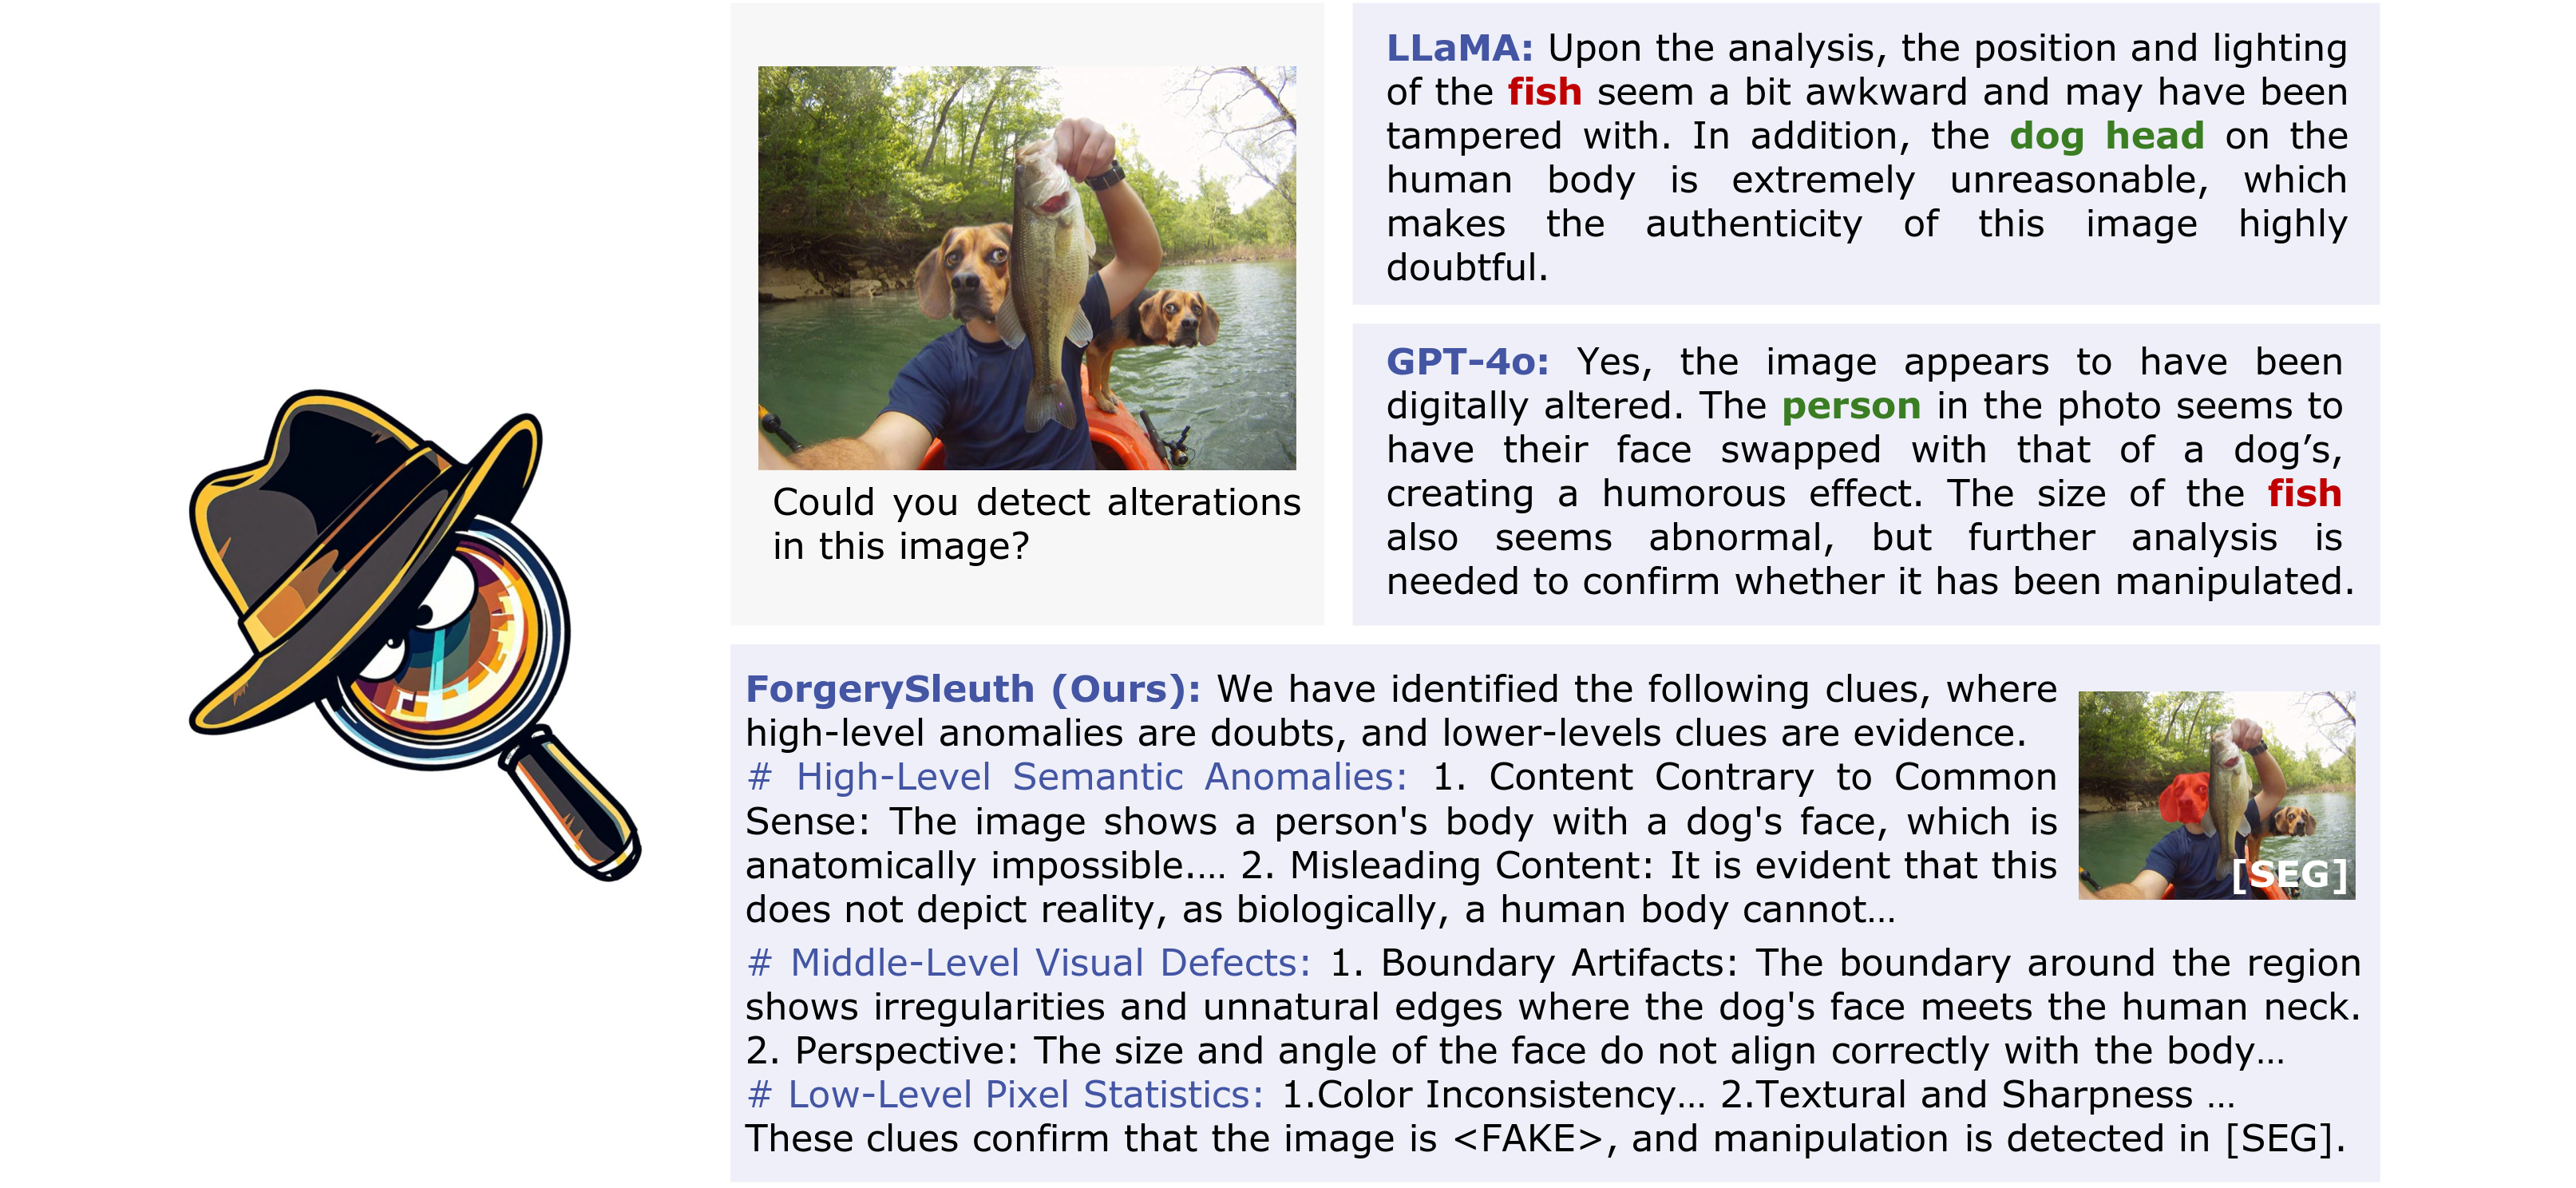 Could you detect alterations
in this image?
LLaMA: Upon the analysis, the position and lighting
of the fish seem a bit awkward and may have been
tampered with. In addition, the dog head on the
human body is extremely unreasonable, which
makes the authenticity of this image highly
doubtful.
GPT-4o: Yes, the image appears to have been
digitally altered. The person in the photo seems to
have their face swapped with that of a dog’s,
creating a humorous effect. The size of the fish
also seems abnormal, but further analysis is
needed to confirm whether it has been manipulated.
ForgerySleuth (Ours): We have identified the following clues, where
high-level anomalies are doubts, and lower-levels clues are evidence.
# High-Level Semantic Anomalies: 1. Content Contrary to Common
Sense: The image shows a person's body with a dog's face, which is
anatomically impossible.... 2. Misleading Content: It is evident that this
does not depict reality, as biologically, a human body cannot...
[SEG]
# Middle-Level Visual Defects: 1. Boundary Artifacts: The boundary around the region
shows irregularities and unnatural edges where the dog's face meets the human neck.
2. Perspective: The size and angle of the face do not align correctly with the body...
# Low-Level Pixel Statistics: 1.Color Inconsistency... 2.Textural and Sharpness ...
These clues confirm that the image is <FAKE>, and manipulation is detected in [SEG].